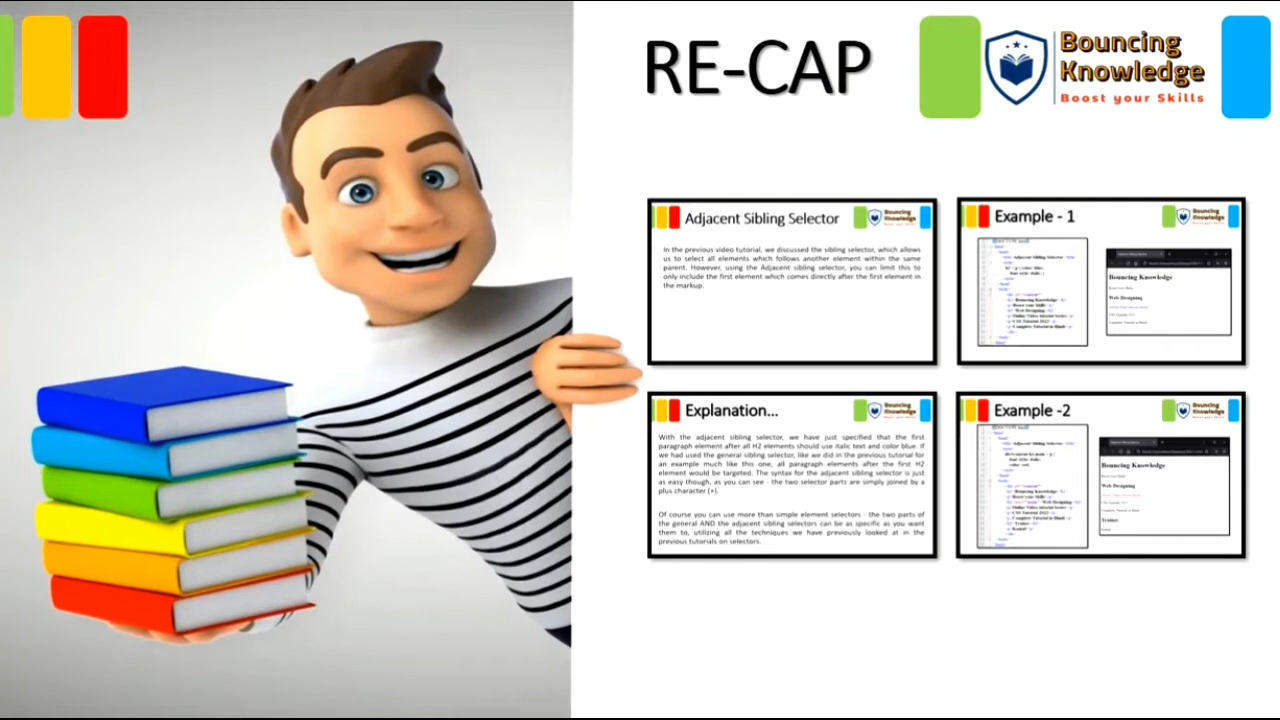 RE-CAP
Bouncing
Knowledge
Boost your Skills
Adjacent Sibling Selector
Bouncing
Knowledge
In the previous video tutorial, we discussed the sibling selector, which allows
us to select all elements which follows another element within the same
parent. However, using the Adjacent sibling selector, you can limit this to
only include the first element which comes directly after the first element in
the markup.
Example - 1
Bouncing
Knowledge
Bouncing Knowledge
Web Designing
Explanation...
Bouncing
Knowledge
With the adjacent sibling selector, we have just specified that the first
paragraph element after all H2 elements should use italic text and color blue. If
we had used the general sibling selector, like we did in the previous tutorial for
an example much like this one, all paragraph elements after the first H2
element would be targeted. The syntax for the adjacent sibling selector is just
as easy though, as you can see - the two selector parts are simply joined by a
plus character (+).
Of course you can use more than simple element selectors - the two parts of
the general AND the adjacent sibling selectors can be as specific as you want
them to, utilizing all the techniques we have previously looked at in the
previous tutorials on selectors.
Example -2
Bouncing
Knowledge
Bouncing Knowledge
Web Designing
Trainer